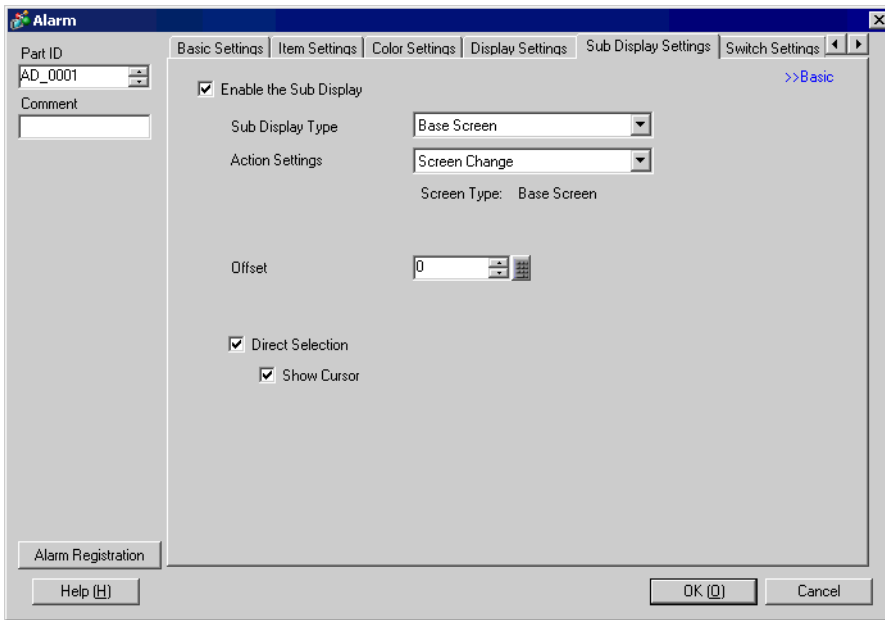 Alarm
Part ID
AD_0001
Comment
Basic Settings
Item Settings
Color Settings
Display Settings
Sub Display Settings
Switch Settings
>>Basic
Enable the Sub Display
Sub Display Type
Base Screen
Action Settings
Screen Change
Screen Type: Base Screen
Offset
0
Direct Selection
Show Cursor
Alarm Registration
Help (H)
OK (O)
Cancel